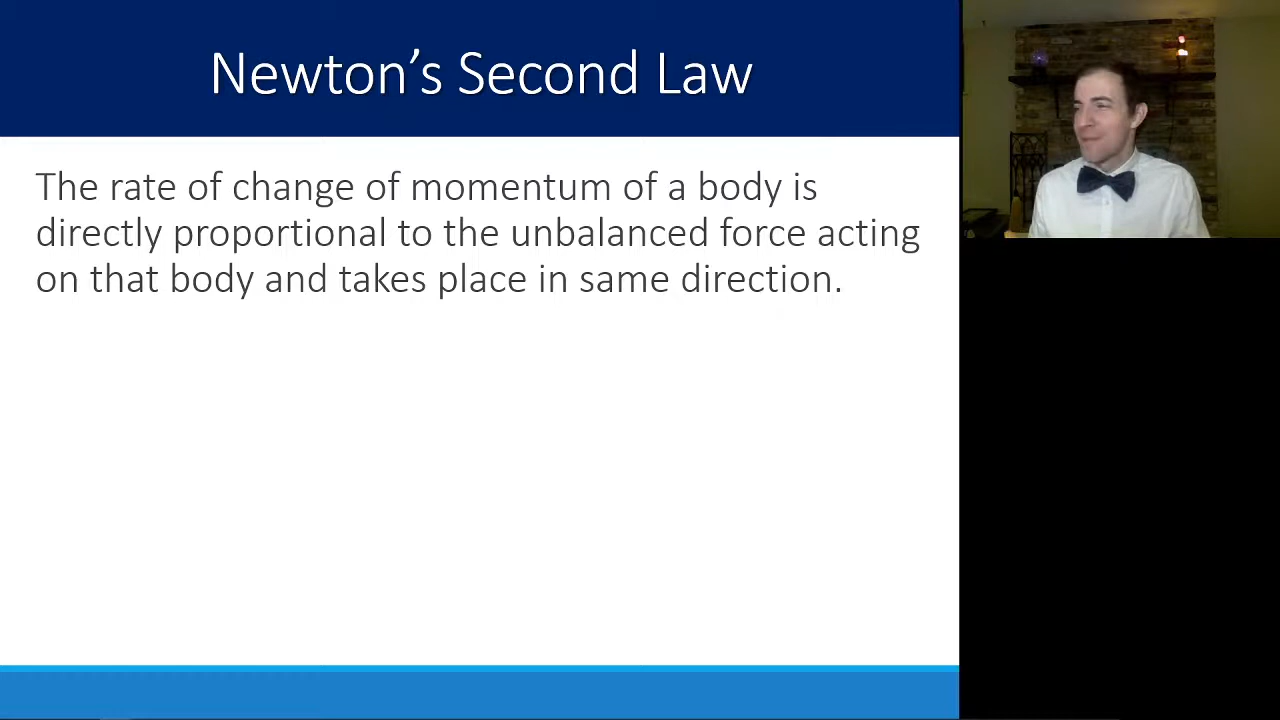 Newton’s Second Law
The rate of change of momentum of a body is
directly proportional to the unbalanced force acting
on that body and takes place in same direction.